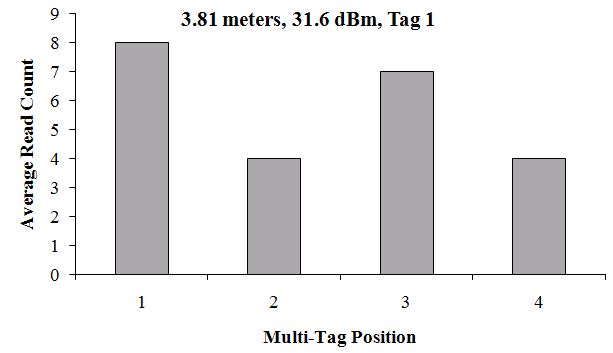 3.81 meters, 31.6 dBm, Tag 1
9
8
7
6
5
4
3
2
1
0
Average Read Count
1 2 3 4
Multi-Tag Position